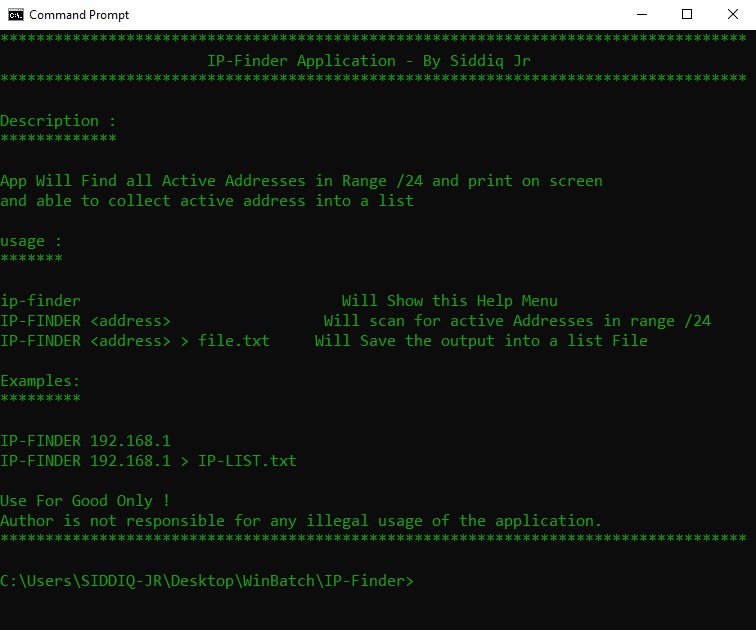 Command Prompt
***********************************************************************************
IP-Finder Application - By Siddiq Jr
***********************************************************************************
Description :
*************
App Will Find all Active Addresses in Range /24 and print on screen
and able to collect active address into a list
usage :
*******
ip-finder                             Will Show this Help Menu
IP-FINDER <address>                 Will scan for active Addresses in range /24
IP-FINDER <address> > file.txt     Will Save the output into a list File
Examples:
*********
IP-FINDER 192.168.1
IP-FINDER 192.168.1 > IP-LIST.txt
Use For Good Only !
Author is not responsible for any illegal usage of the application.
***********************************************************************************
C:\Users\SIDDIQ-JR\Desktop\WinBatch\IP-Finder>